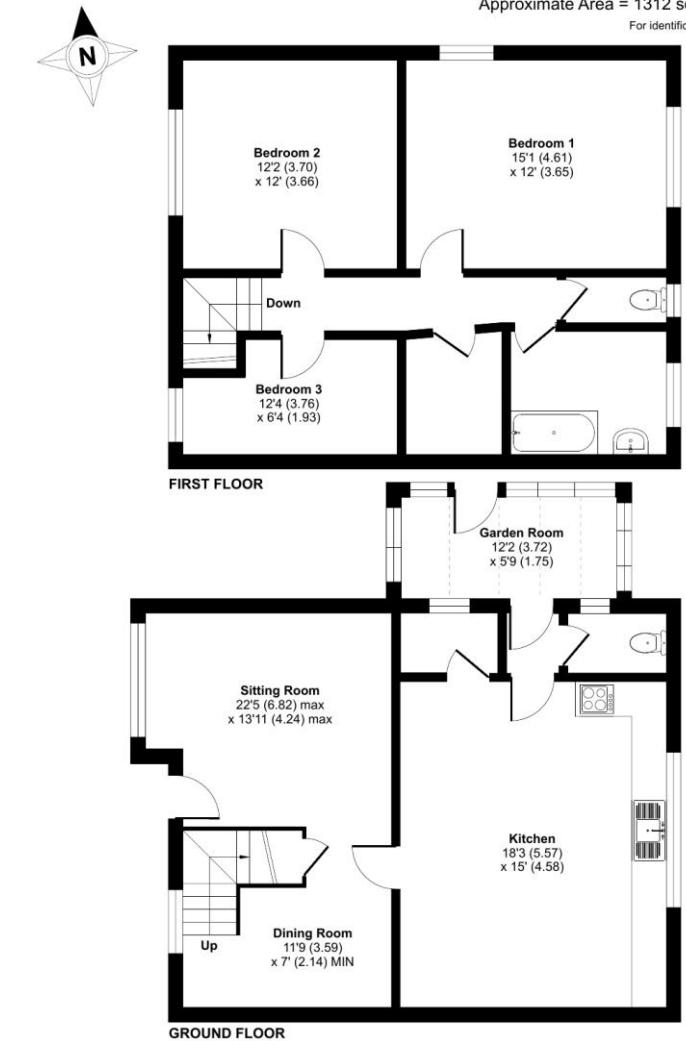 Approximate Area = 1312
For
N
Bedroom 2
12'2 (3.70)
x 12' (3.66)
Bedroom 1
15'1 (4.61)
x 12' (3.65)
Down
Bedroom 3
12'4 (3.76)
x 6'4 (1.93)
FIRST FLOOR
Garden Room
12'2 (3.72)
x 5'9 (1.75)
Sitting Room
22'5 (6.82) max
x 13'11 (4.24) max
Kitchen
18'3 (5.57)
x 15' (4.58)
Dining Room
11'9 (3.59)
x 7' (2.14) MIN
Up
GROUND FLOOR